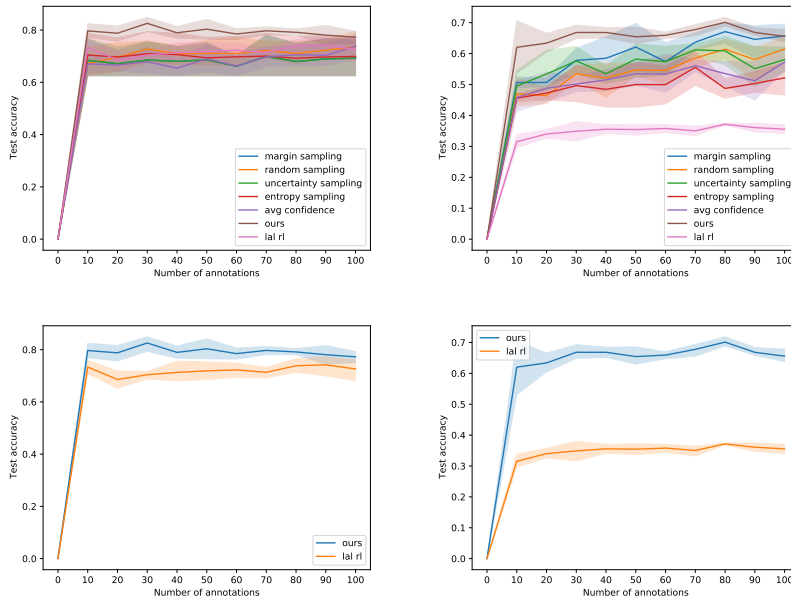 0.8
0.6
0.4
0.2
0.0
Test accuracy
0 10 20 30 40 50 60 70 80 90 100
Number of annotations
margin sampling
random sampling
uncertainty sampling
entropy sampling
avg confidence
ours
lal rl
0.7
0.6
0.5
0.4
0.3
0.2
0.1
0.0
Test accuracy
0 10 20 30 40 50 60 70 80 90 100
Number of annotations
margin sampling
random sampling
uncertainty sampling
entropy sampling
avg confidence
ours
lal rl
0.8
0.6
0.4
0.2
0.0
Test accuracy
0 10 20 30 40 50 60 70 80 90 100
Number of annotations
ours
lal rl
0.7
0.6
0.5
0.4
0.3
0.2
0.1
0.0
Test accuracy
0 10 20 30 40 50 60 70 80 90 100
Number of annotations
ours
lal rl